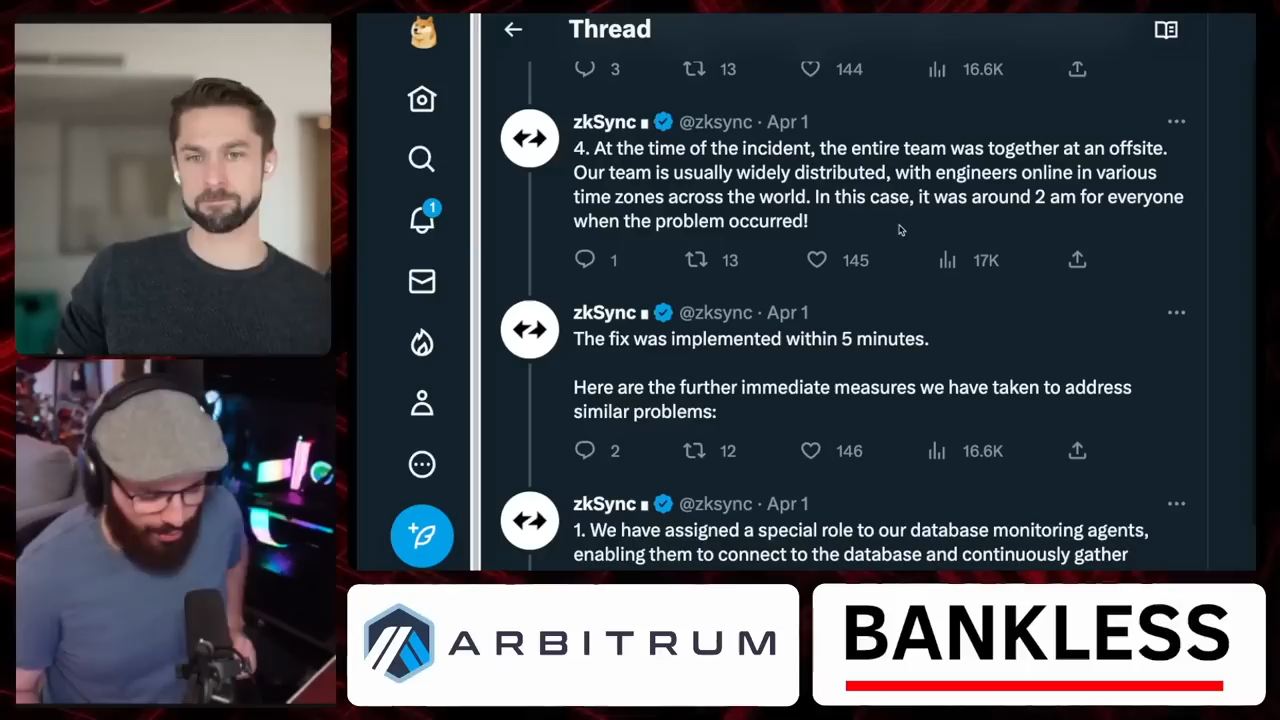 Thread
3 13 144 16.6K
zkSync @zksync · Apr 1
4. At the time of the incident, the entire team was together at an offsite.
Our team is usually widely distributed, with engineers online in various
time zones across the world. In this case, it was around 2 am for everyone
when the problem occurred!
1 13 145 17K
zkSync @zksync · Apr 1
The fix was implemented within 5 minutes.
Here are the further immediate measures we have taken to address
similar problems:
2 12 146 16.6K
zkSync @zksync · Apr 1
1. We have assigned a special role to our database monitoring agents,
enabling them to connect to the database and continuously gather
1
ARBITRUM
BANKLESS